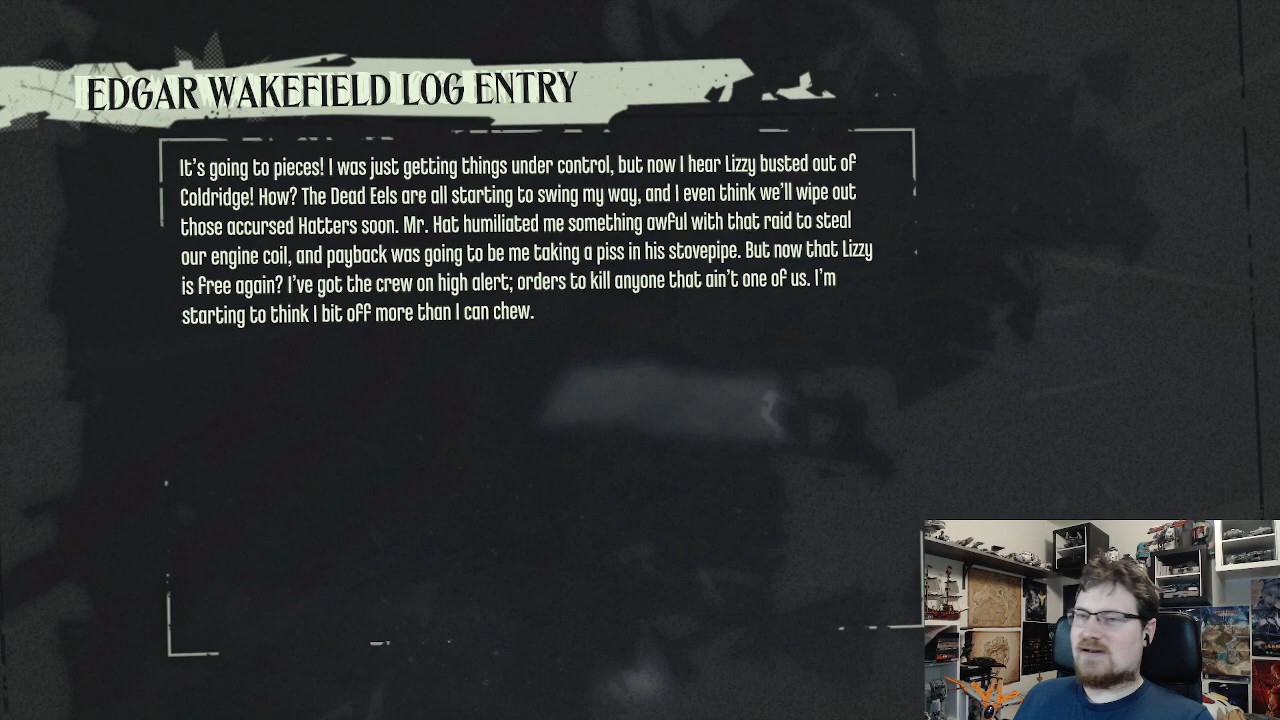 EDGAR WAKEFIELD LOG ENTRY
It's going to pieces! I was just getting things under control, but now I hear Lizzy busted out of
Coldridge! How? The Dead Eels are all starting to swing my way, and I even think we'll wipe out
those accursed Hatters soon. Mr. Hat humiliated me something awful with that raid to steal
our engine coil, and payback was going to be me taking a piss in his stovepipe. But now that Lizzy
is free again? I've got the crew on high alert; orders to kill anyone that ain't one of us. I'm
starting to think I bit off more than I can chew.